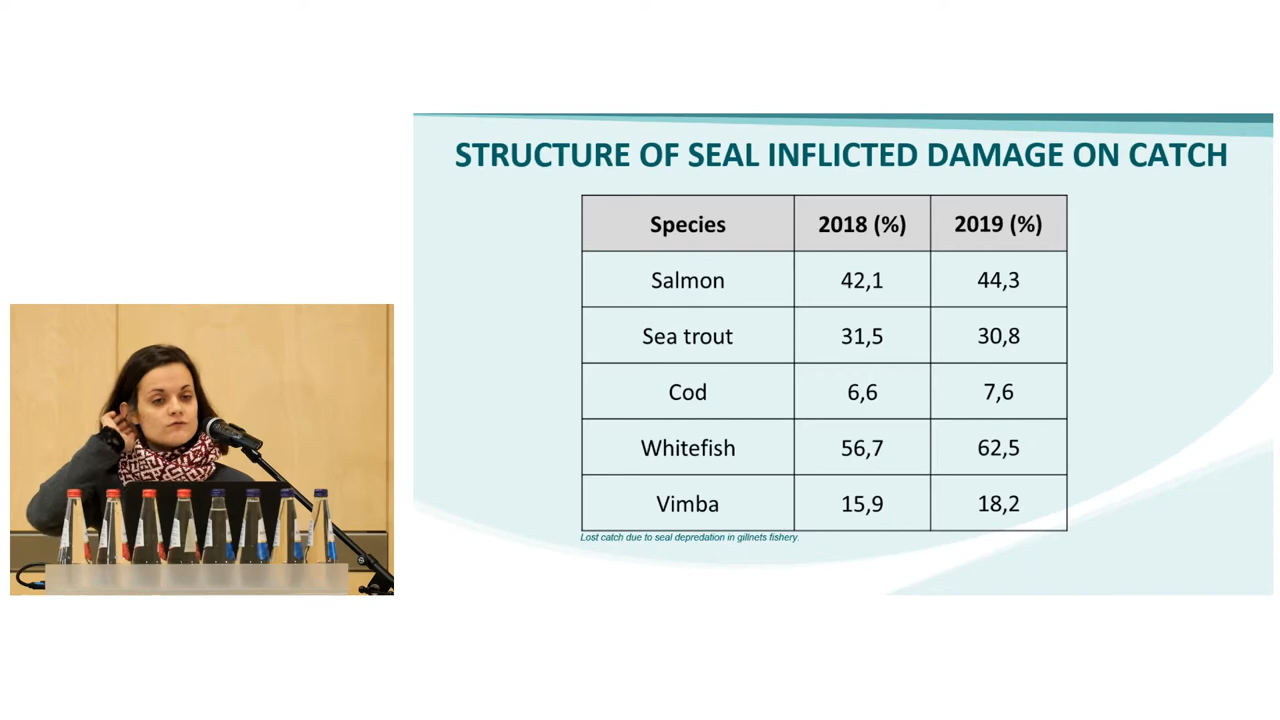 STRUCTURE OF SEAL INFLICTED DAMAGE ON CATCH
Species 2018 (%) 2019 (%)
Salmon 42,1 44,3
Sea trout 31,5 30,8
Cod 6,6 7,6
Whitefish 56,7 62,5
Vimba 15,9 18,2
Lost catch due to seal depredation in gillnets fishery.